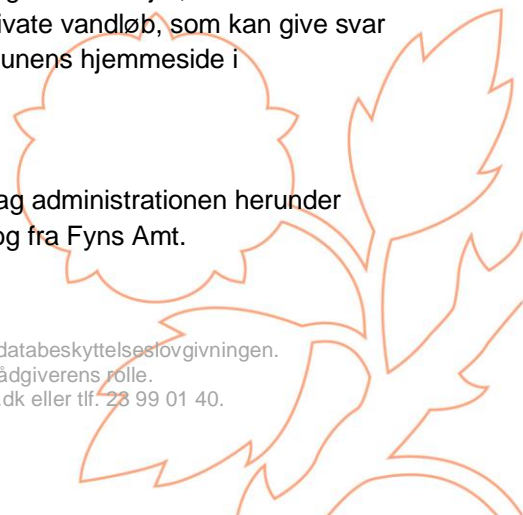 ivate vandløb, som kan give svar
unens hjemmeside i
ag administrationen herunder
og fra Fyns Amt.
databeskyttelseslovgivningen.
ådgiverens rolle.
.dk eller tlf. 23 99 01 40.